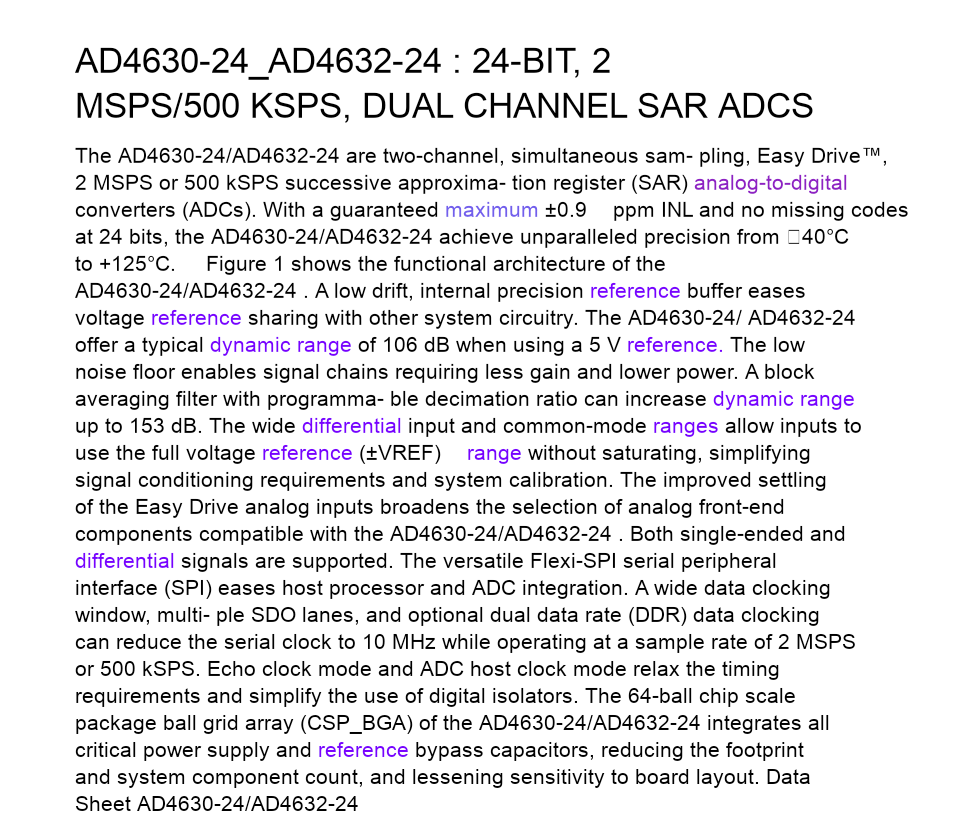 AD4630-24_AD4632-24 : 24-BIT, 2
MSPS/500 KSPS, DUAL CHANNEL SAR ADCS
The AD4630-24/AD4632-24 are two-channel, simultaneous sam- pling, Easy Drive™,
2 MSPS or 500 kSPS successive approxima- tion register (SAR) analog-to-digital
converters (ADCs). With a guaranteed maximum ±0.9 ppm INL and no missing codes
at 24 bits, the AD4630-24/AD4632-24 achieve unparalleled precision from □40°C
to +125°C. Figure 1 shows the functional architecture of the
AD4630-24/AD4632-24 . A low drift, internal precision reference buffer eases
voltage reference sharing with other system circuitry. The AD4630-24/ AD4632-24
offer a typical dynamic range of 106 dB when using a 5 V reference. The low
noise floor enables signal chains requiring less gain and lower power. A block
averaging filter with programma- ble decimation ratio can increase dynamic range
up to 153 dB. The wide differential input and common-mode ranges allow inputs to
use the full voltage reference (±VREF) range without saturating, simplifying
signal conditioning requirements and system calibration. The improved settling
of the Easy Drive analog inputs broadens the selection of analog front-end
components compatible with the AD4630-24/AD4632-24 . Both single-ended and
differential signals are supported. The versatile Flexi-SPI serial peripheral
interface (SPI) eases host processor and ADC integration. A wide data clocking
window, multi- ple SDO lanes, and optional dual data rate (DDR) data clocking
can reduce the serial clock to 10 MHz while operating at a sample rate of 2 MSPS
or 500 kSPS. Echo clock mode and ADC host clock mode relax the timing
requirements and simplify the use of digital isolators. The 64-ball chip scale
package ball grid array (CSP_BGA) of the AD4630-24/AD4632-24 integrates all
critical power supply and reference bypass capacitors, reducing the footprint
and system component count, and lessening sensitivity to board layout. Data
Sheet AD4630-24/AD4632-24